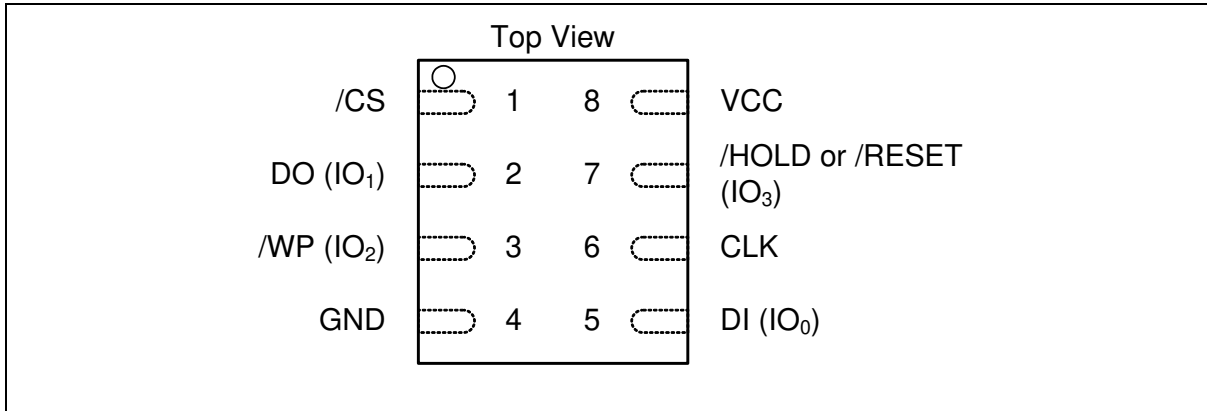 Top View
/CS 1 8 VCC
DO (IO₁) 2 7 /HOLD or /RESET
(IO₃)
/WP (IO₂) 3 6 CLK
GND 4 5 DI (IO₀)